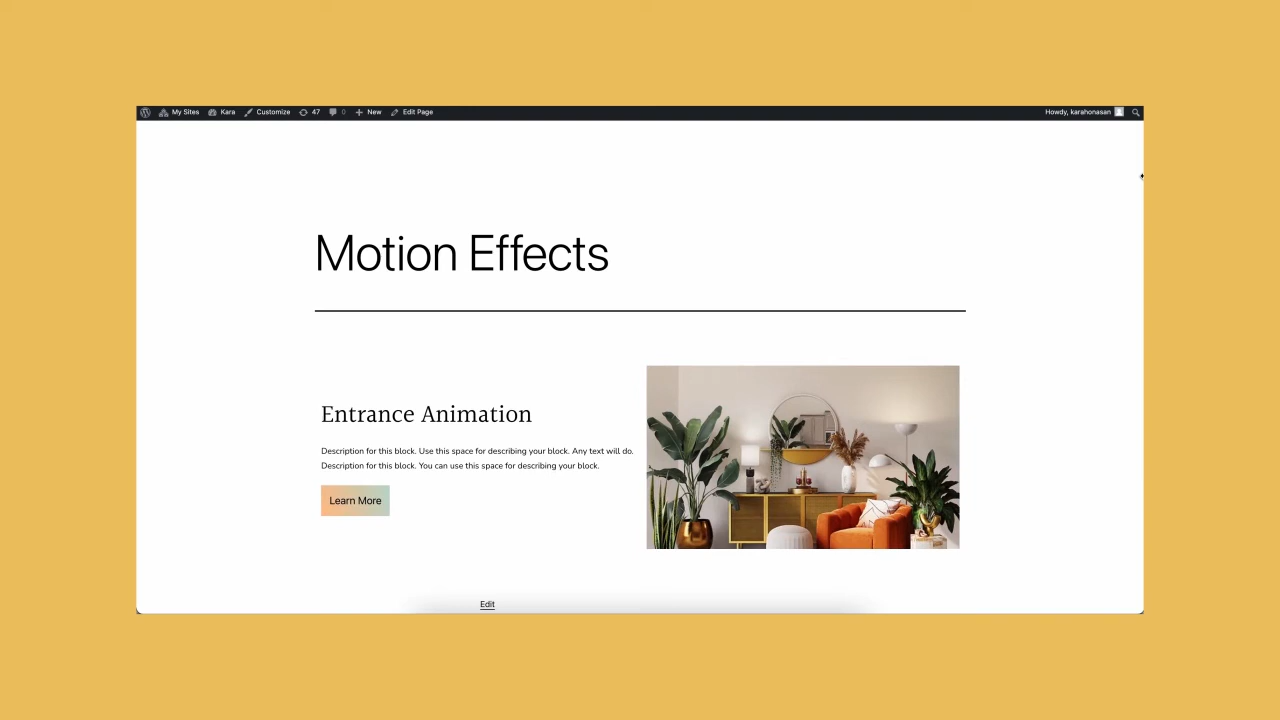 My Sites Kara Customize 47 0 New Edit Page Howdy, karahonasan
Motion Effects
Entrance Animation
Description for this block. Use this space for describing your block. Any text will do.
Description for this block. You can use this space for describing your block.
Learn More
Edit